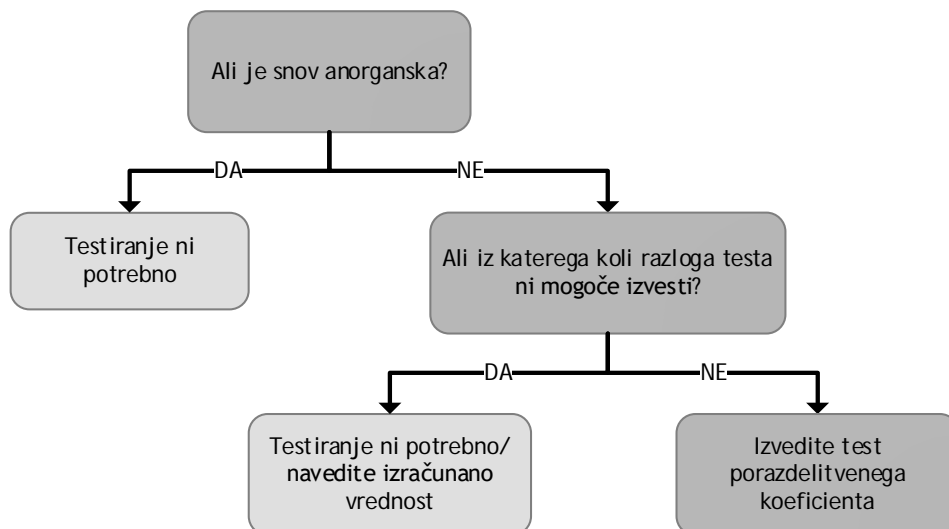 Ali je snov anorganska?
DA
NE
Testiranje ni
potrebno
Ali iz katerega koli razloga testa
ni mogoče izvesti?
DA
NE
Testiranje ni potrebno/
navedite izračunano
vrednost
Izvedite test
porazdelitvenega
koeficienta